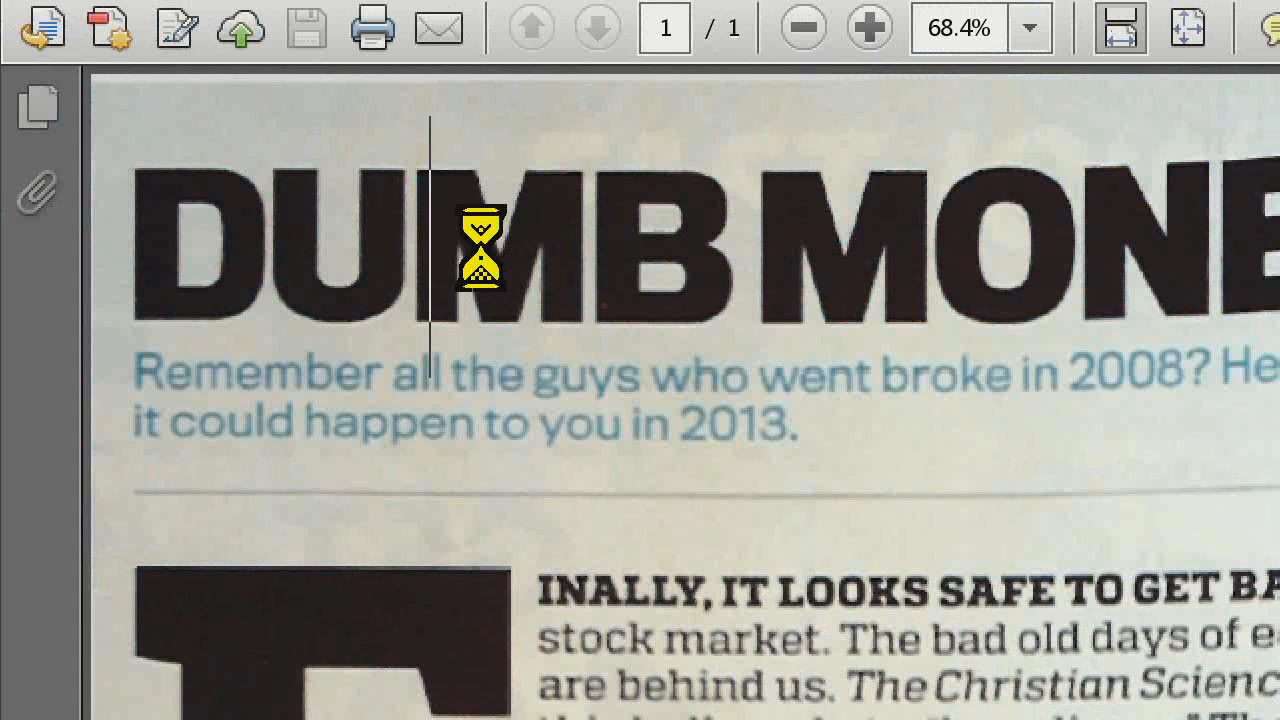 1 / 1
68.4%
DUMB MONE
Remember all the guys who went broke in 2008? He
it could happen to you in 2013.
FINALLY, IT LOOKS SAFE TO GET BA
stock market. The bad old days of e
are behind us. The Christian Scienc